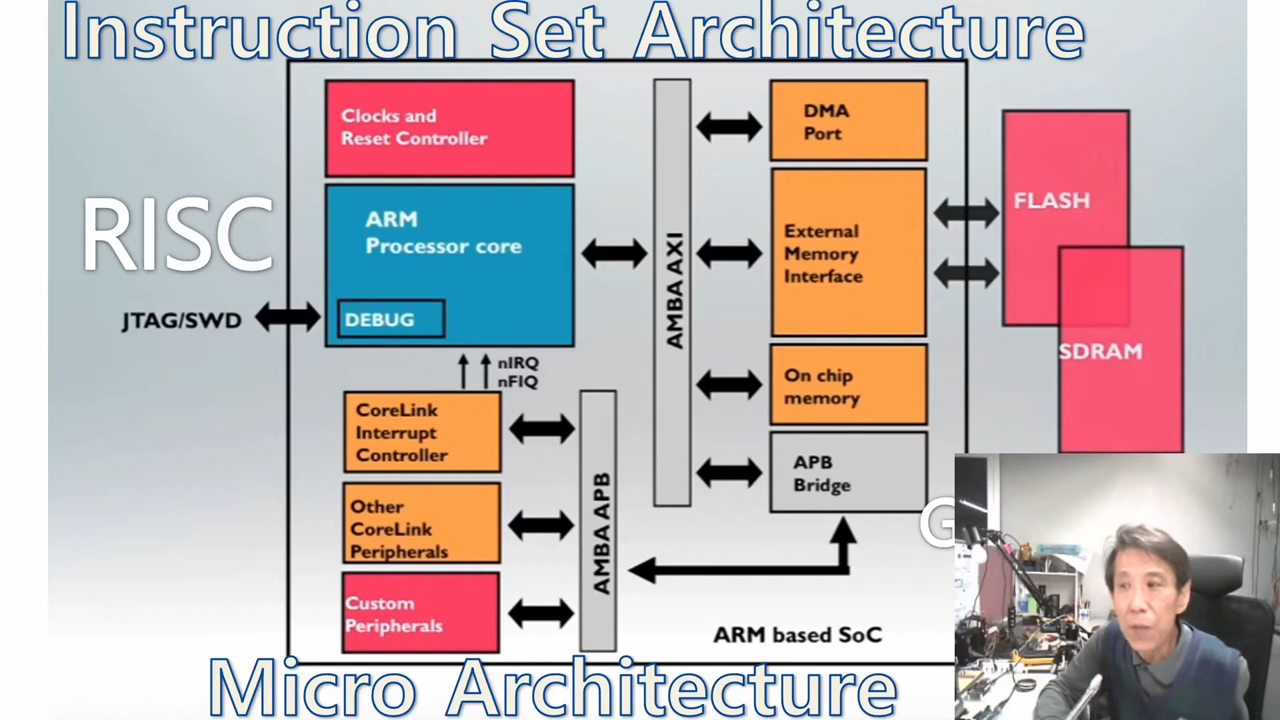 Instruction Set Architecture
Clocks and
Reset Controller
DMA
Port
RISC
ARM
Processor core
DEBUG
JTAG/SWD
nIRQ
nFIQ
AMBA AXI
External
Memory
Interface
FLASH
SDRAM
On chip
memory
CoreLink
Interrupt
Controller
APB
Bridge
Other
CoreLink
Peripherals
AMBA APB
Custom
Peripherals
ARM based SoC
Micro Architecture